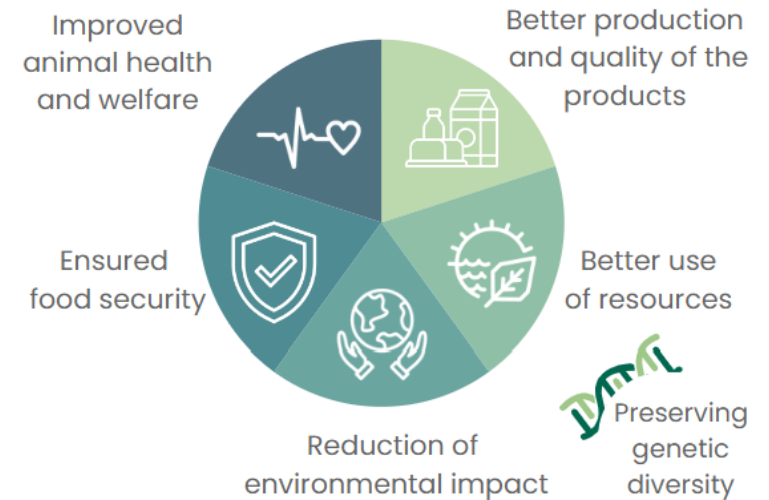 Improved
animal health
and welfare
Better production
and quality of the
products
Ensured
food security
Better use
of resources
Reduction of
environmental impact
Preserving
genetic
diversity